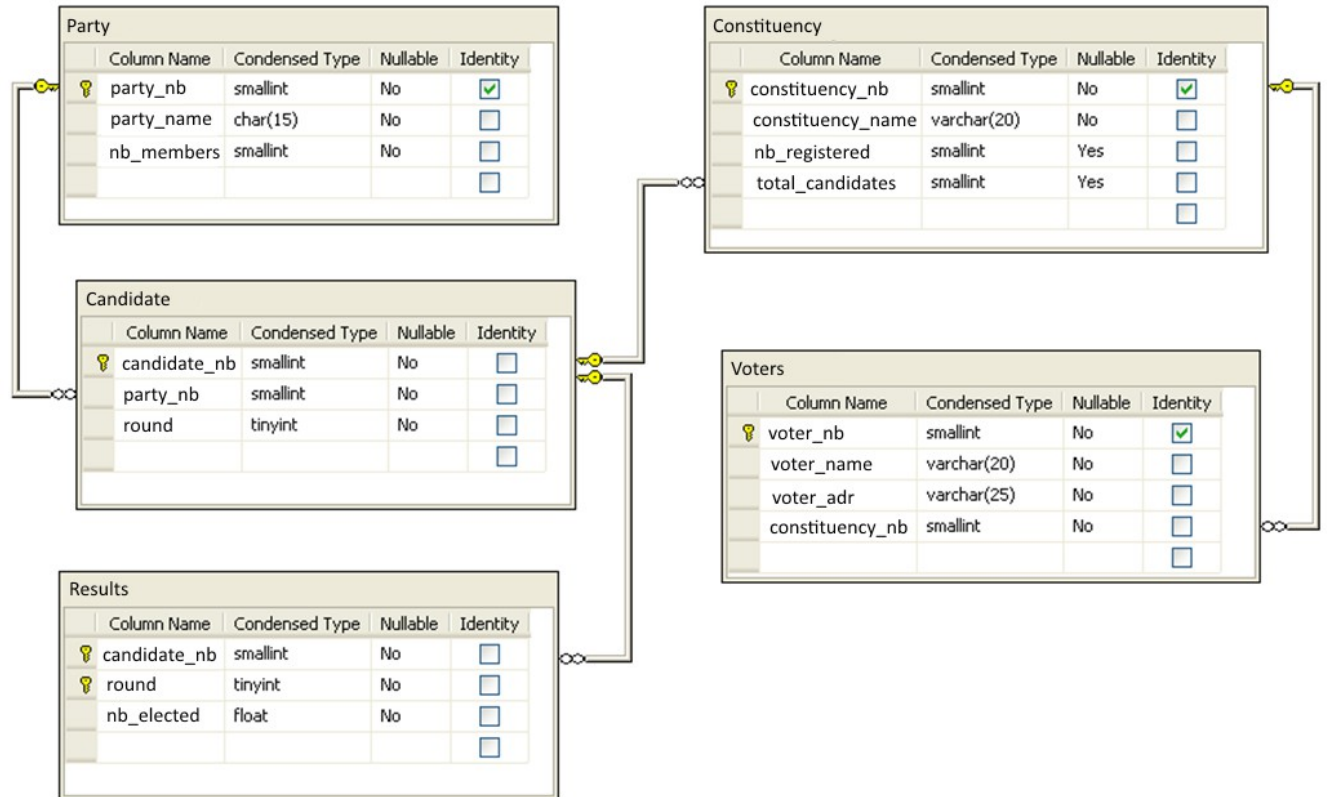 Party
Column Name Condensed Type Nullable Identity
party_nb smallint No
party_name char(15) No
nb_members smallint No
Constituency
Column Name Condensed Type Nullable Identity
constituency_nb smallint No
constituency_name varchar(20) No
nb_registered smallint Yes
total_candidates smallint Yes
Candidate
Column Name Condensed Type Nullable Identity
candidate_nb smallint No
party_nb smallint No
round tinyint No
Voters
Column Name Condensed Type Nullable Identity
voter_nb smallint No
voter_name varchar(20) No
voter_adr varchar(25) No
constituency_nb smallint No
Results
Column Name Condensed Type Nullable Identity
candidate_nb smallint No
round tinyint No
nb_elected float No